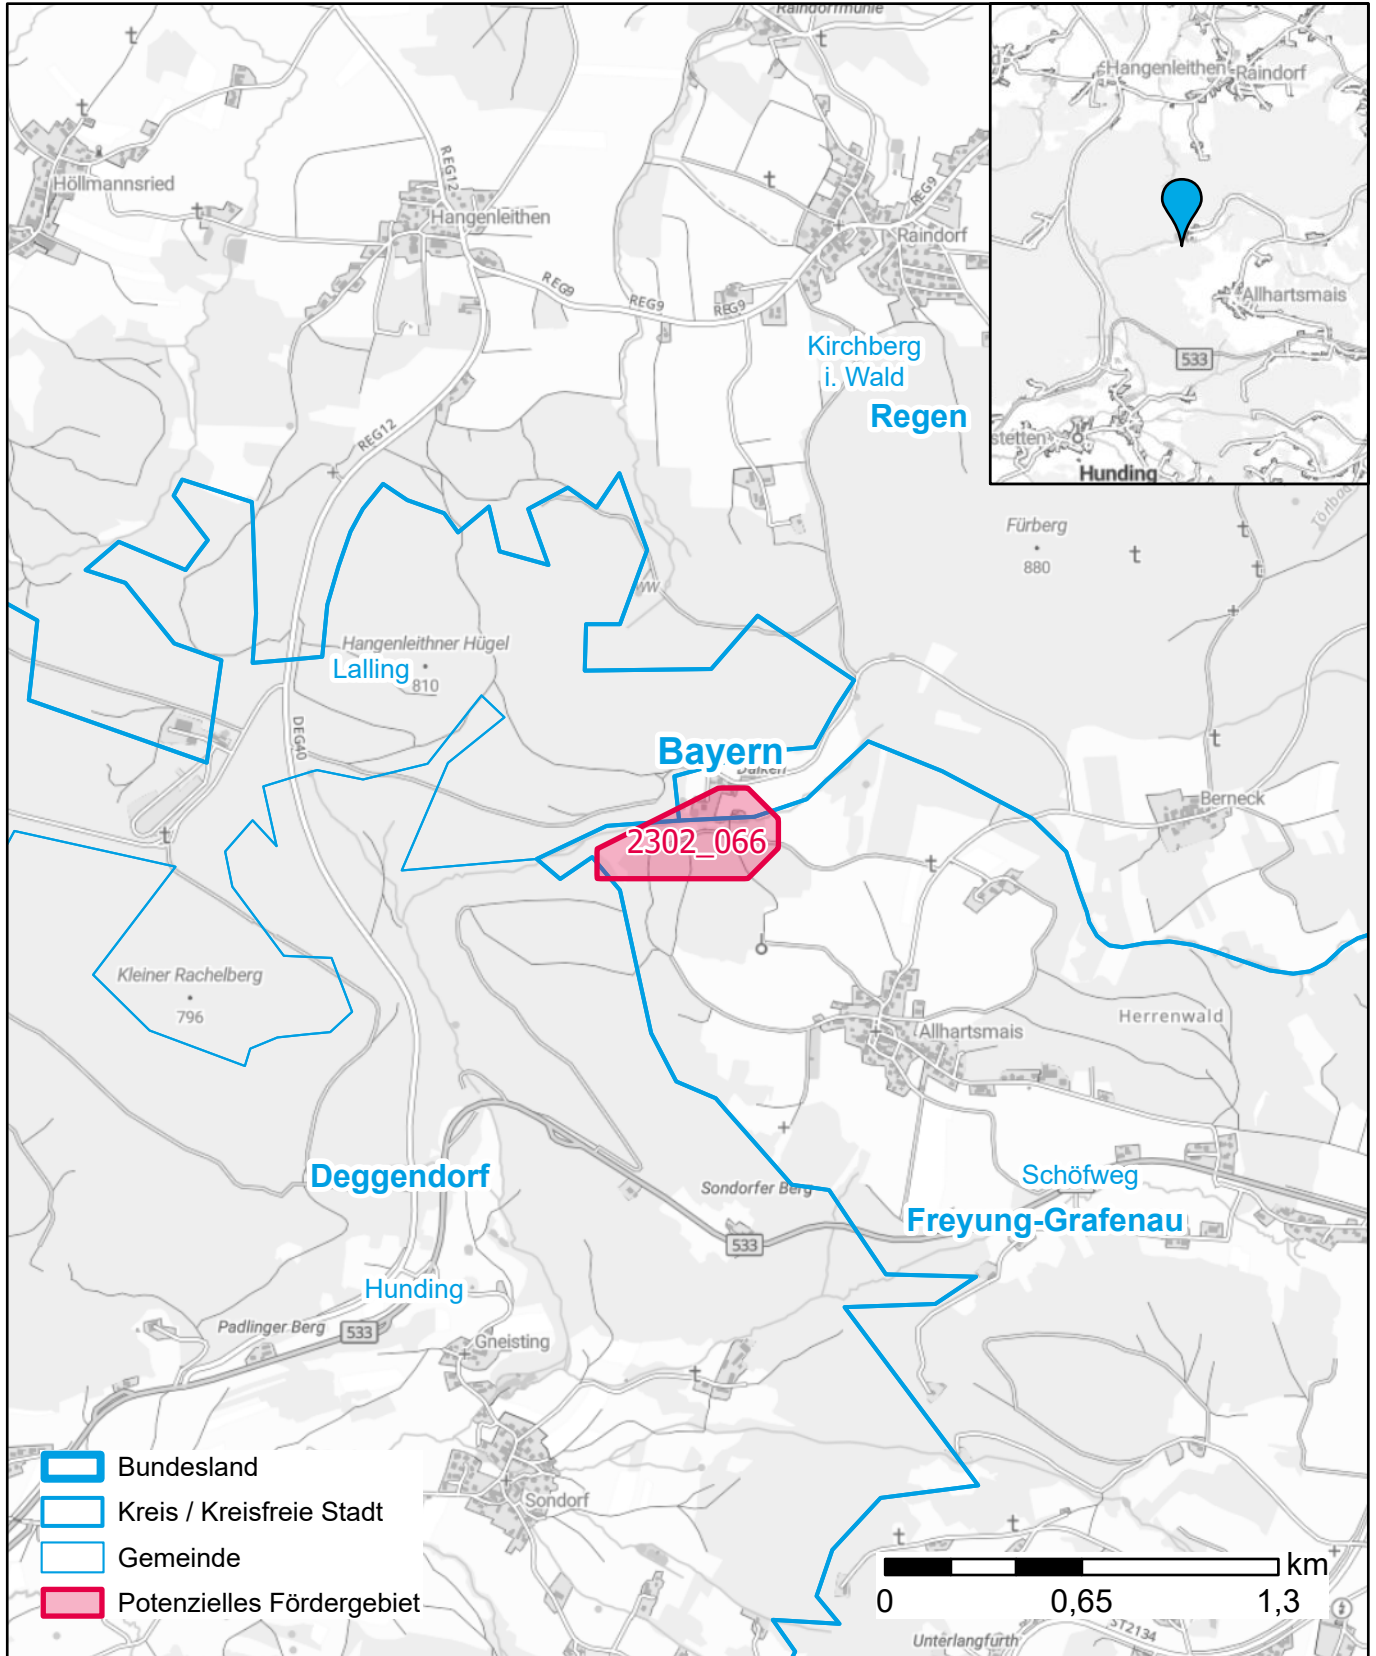 Raindorfmühle
Höllmannsried
REG12
Hangenleithen
REG9
Raindorf
REG9
REG9
REG9
Kirchberg
i. Wald
Regen
REG12
Hangenleithen
Raindorf
Allhartsmais
533
stetten
Hunding
Fürberg
880
WW
Hangenleithner Hügel
Lalling
810
DEG40
Bayern
Daiken
2302_066
Berneck
Kleiner Rachelberg
796
Herrenwald
Allhartsmais
Deggendorf
Sondorfer Berg
Schöfweg
Freyung-Grafenau
533
Hunding
Padlinger Berg
533
Gneisting
Sondorf
Bundesland
Kreis / Kreisfreie Stadt
Gemeinde
Potenzielles Fördergebiet
km
0
0,65
1,3
ST2134
Unterlangfurth